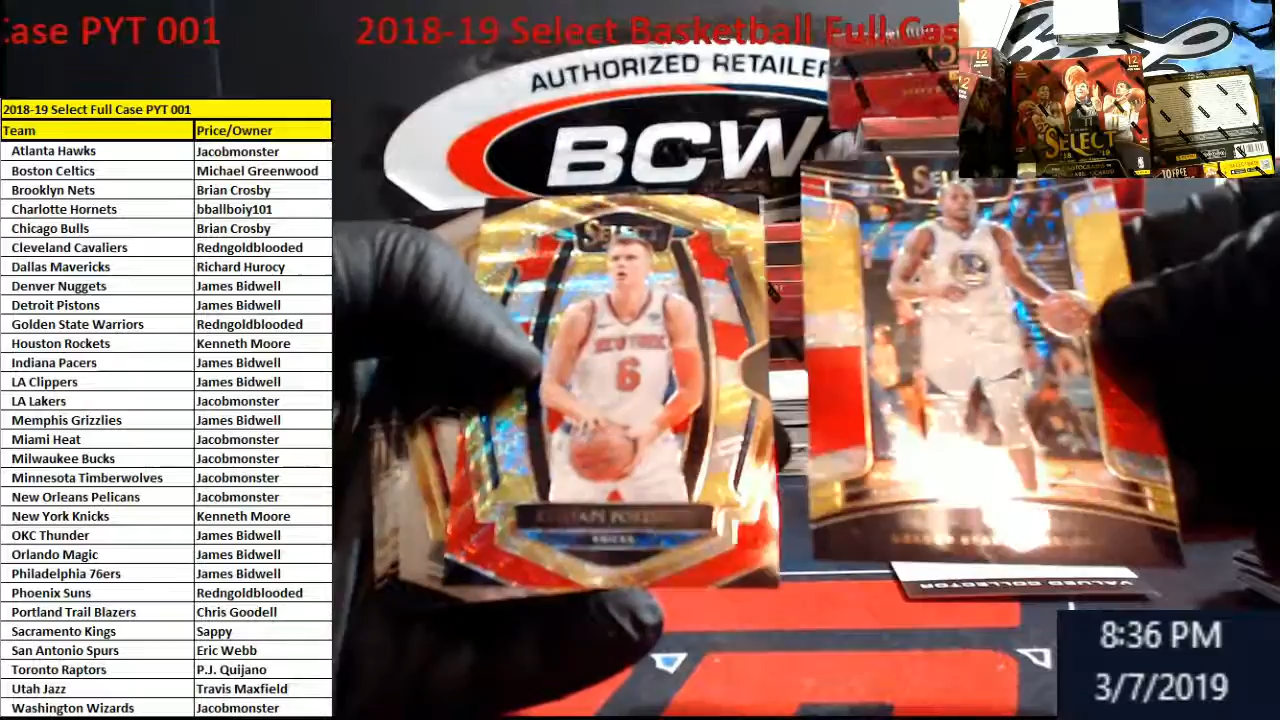 Case PYT 001
2018-19 Select Basketball Full Cas
AUTHORIZED RETAILER
BCW
2018-19 Select Full Case PYT 001
Team Price/Owner
Atlanta Hawks Jacobmonster
Boston Celtics Michael Greenwood
Brooklyn Nets Brian Crosby
Charlotte Hornets bballboiy101
Chicago Bulls Brian Crosby
Cleveland Cavaliers Redngoldblooded
Dallas Mavericks Richard Hurocy
Denver Nuggets James Bidwell
Detroit Pistons James Bidwell
Golden State Warriors Redngoldblooded
Houston Rockets Kenneth Moore
Indiana Pacers James Bidwell
LA Clippers James Bidwell
LA Lakers Jacobmonster
Memphis Grizzlies James Bidwell
Miami Heat Jacobmonster
Milwaukee Bucks Jacobmonster
Minnesota Timberwolves Jacobmonster
New Orleans Pelicans Jacobmonster
New York Knicks Kenneth Moore
OKC Thunder James Bidwell
Orlando Magic James Bidwell
Philadelphia 76ers James Bidwell
Phoenix Suns Redngoldblooded
Portland Trail Blazers Chris Goodell
Sacramento Kings Sappy
San Antonio Spurs Eric Webb
Toronto Raptors P.J. Quijano
Utah Jazz Travis Maxfield
Washington Wizards Jacobmonster
SELECT
NEW YORK
6
KNICKS
SELECT
12
12
VALUED COLLECTOR
8:36 PM
3/7/2019